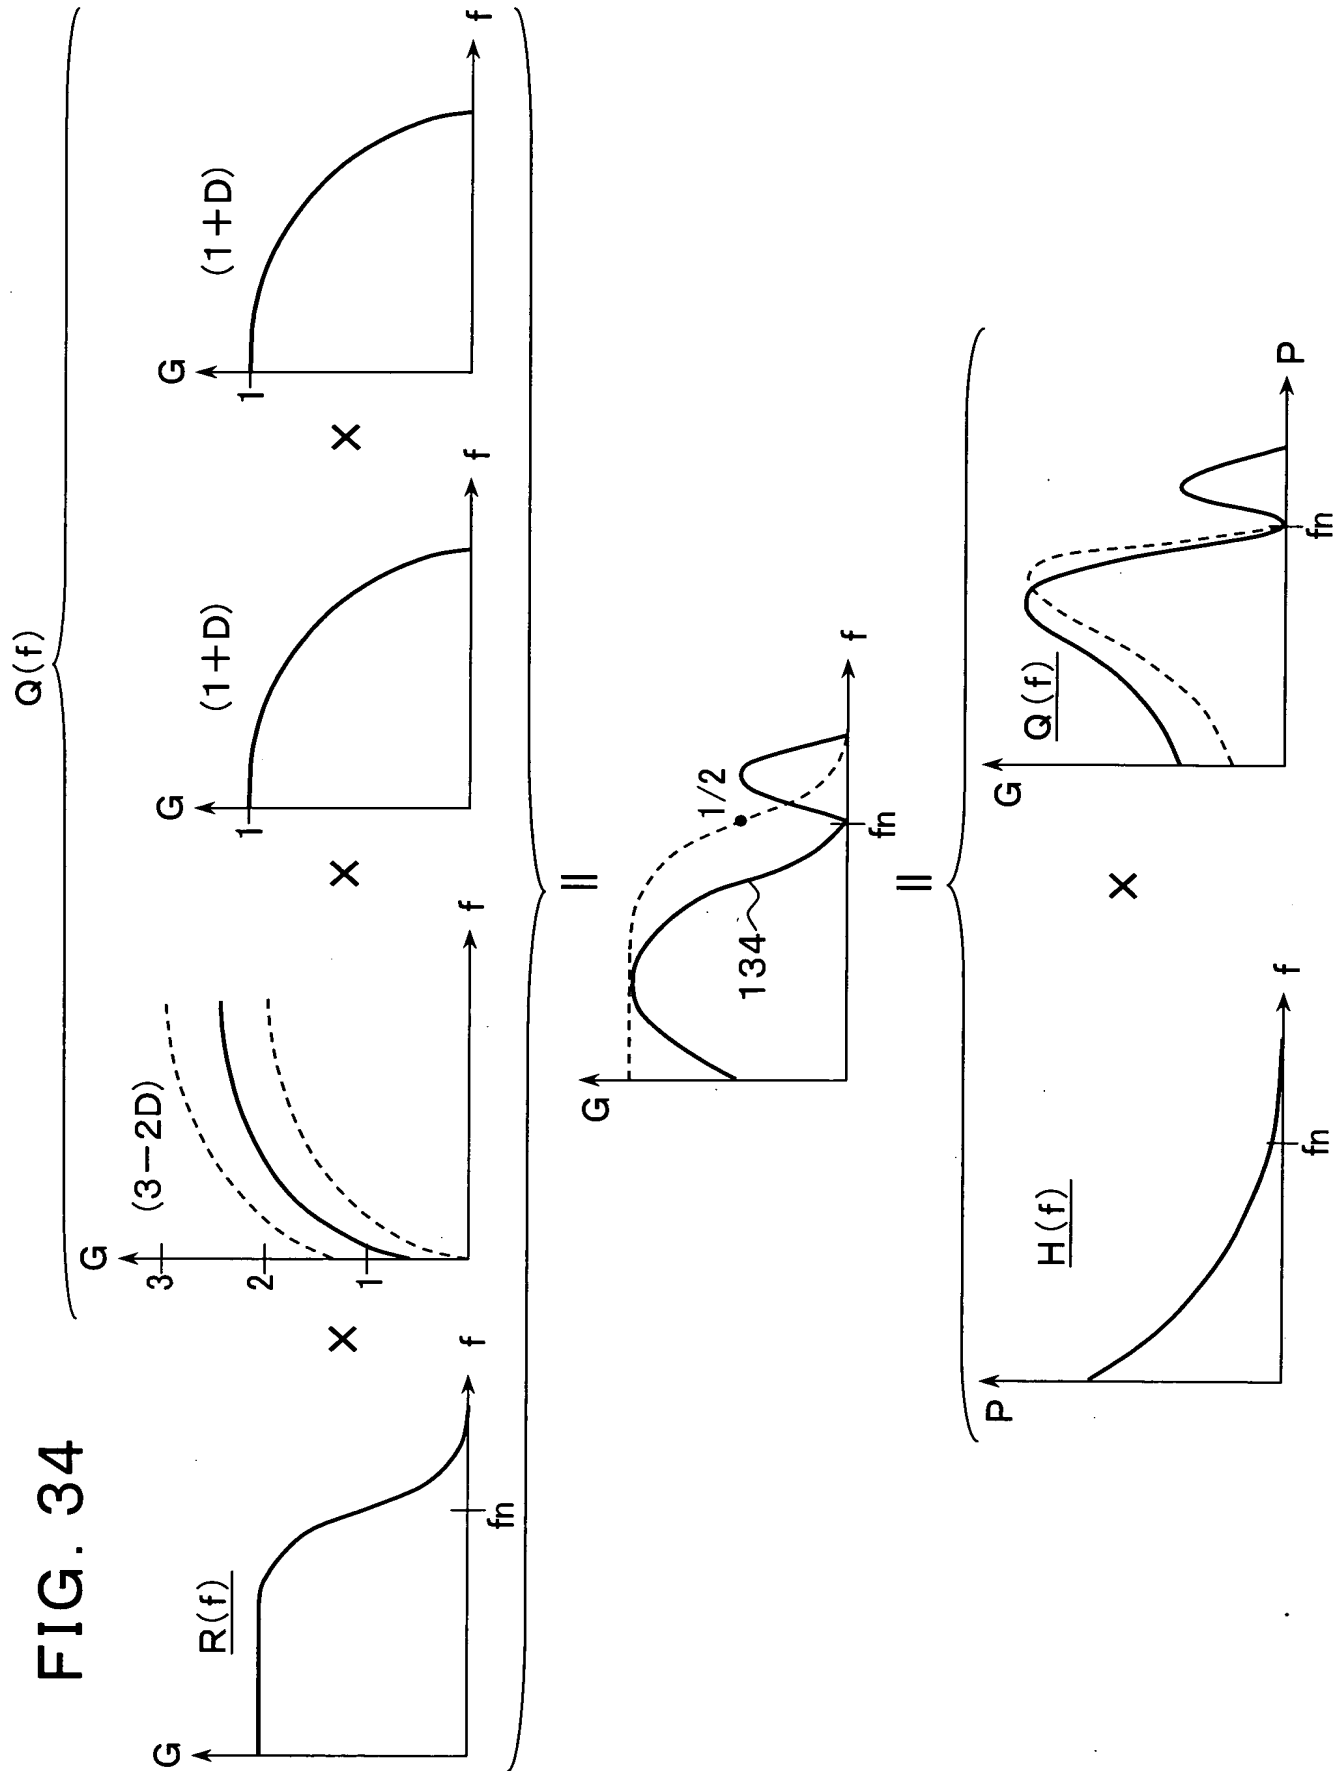 FIG. 34
Q(f)
R(f)
G
f
fn
×
(3−2D)
G
3
2
1
f
×
(1+D)
G
1
f
×
(1+D)
G
1
f
=
G
134
1/2
fn
f
=
H(f)
P
fn
f
×
Q(f)
G
fn
P